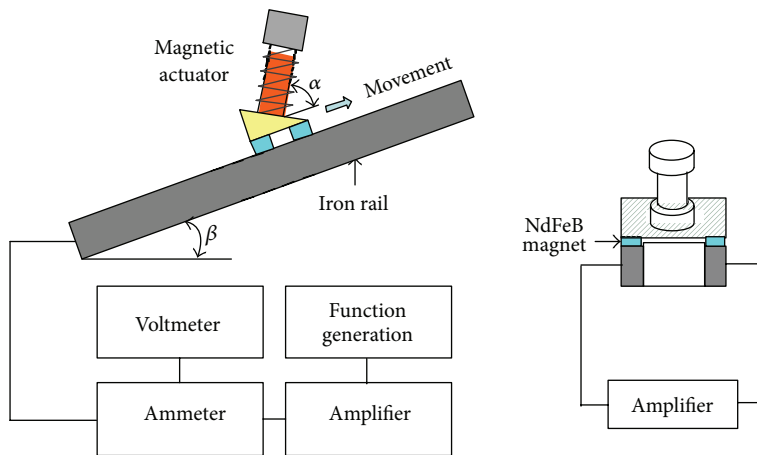 Magnetic
actuator
α
Movement
Iron rail
β
NdFeB
magnet
Voltmeter
Function
generation
Ammeter
Amplifier
Amplifier